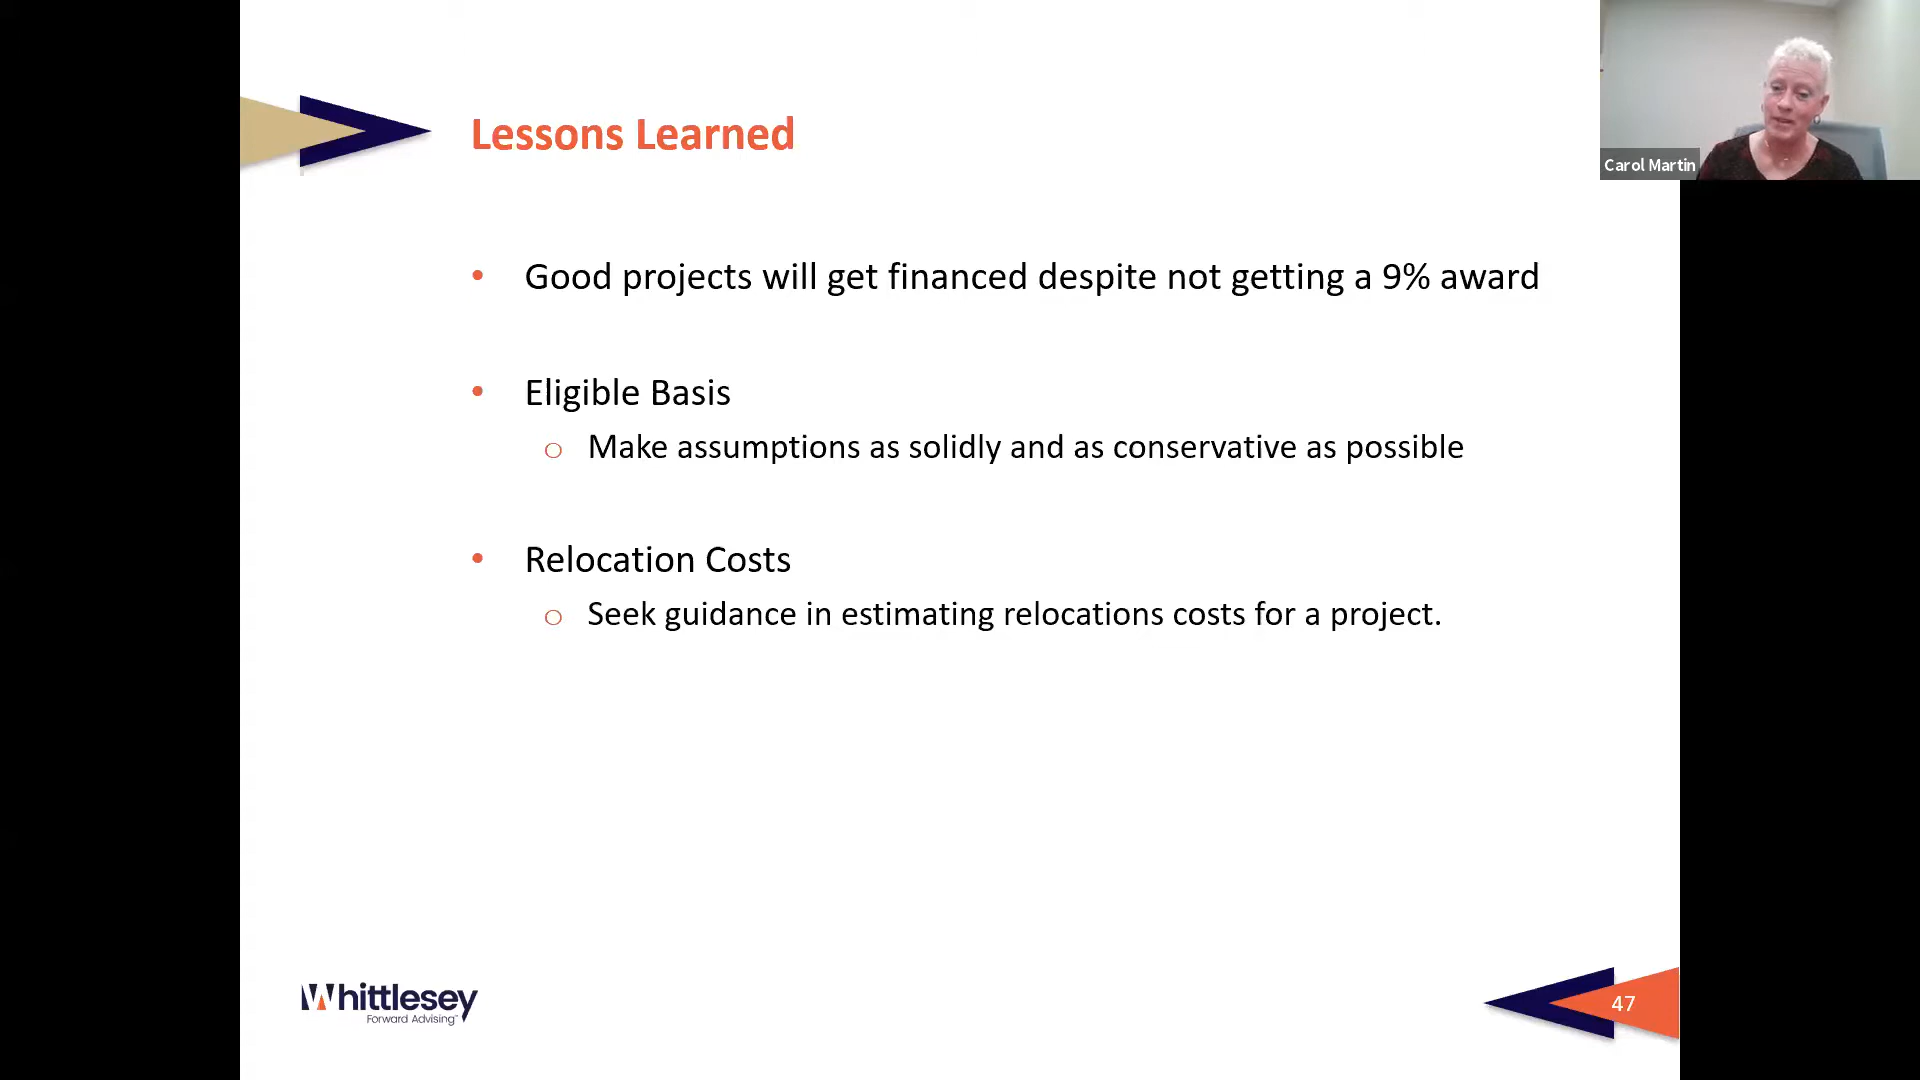 Lessons Learned
Carol Martin
• Good projects will get financed despite not getting a 9% award
• Eligible Basis
o Make assumptions as solidly and as conservative as possible
• Relocation Costs
o Seek guidance in estimating relocations costs for a project.
Whittlesey
Forward Advising™
47